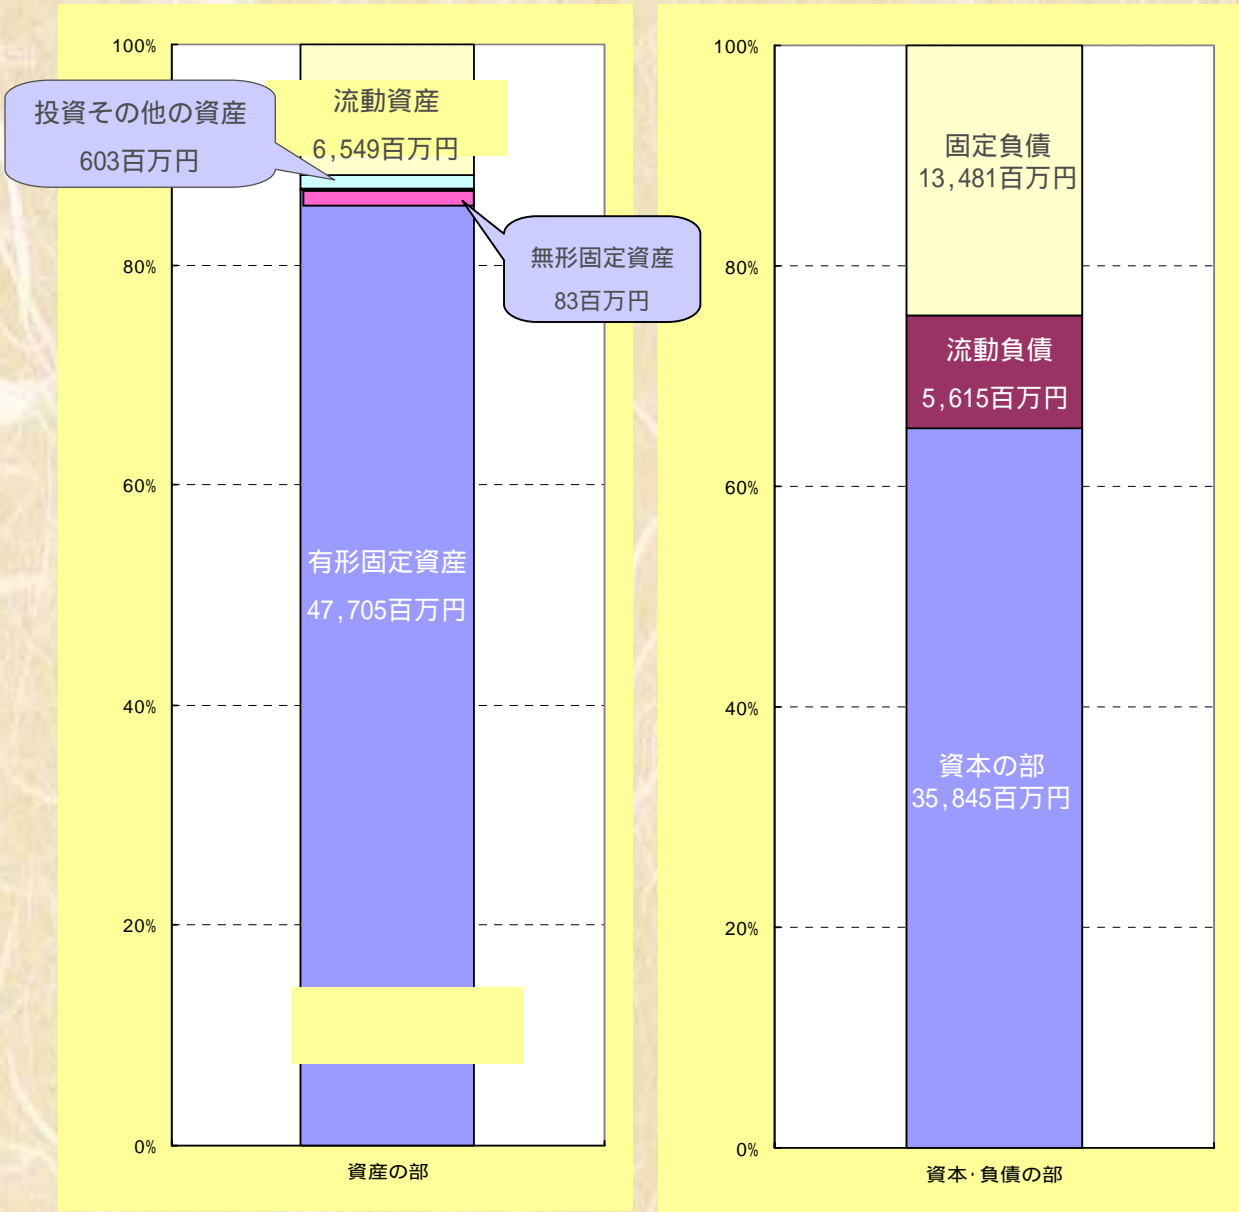 100%
80%
60%
40%
20%
0%
投資その他の資産
603百万円
流動資産
6,549百万円
無形固定資産
83百万円
有形固定資産
47,705百万円
資産の部
100%
80%
60%
40%
20%
0%
固定負債
13,481百万円
流動負債
5,615百万円
資本の部
35,845百万円
資本･負債の部